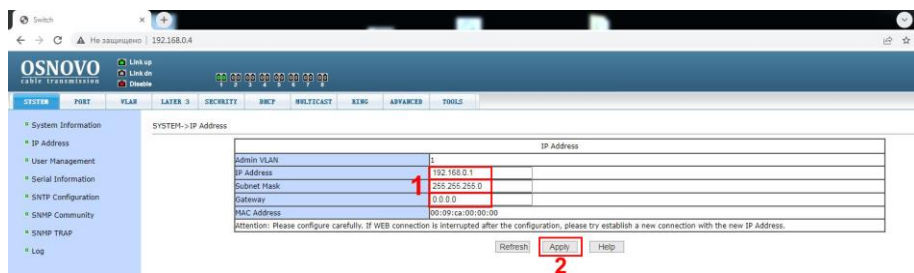 Switch
Не защищено 192.168.0.4
OSNOVO
cable transmission
Link up
Link dn
Disable
1 2 3 4 5 6 7 8
SYSTEM PORT VLAN LAYER 3 SECURITY DHCP MULTICAST RING ADVANCED TOOLS
System Information
IP Address
User Management
Serial Information
SNTP Configuration
SNMP Community
SNMP TRAP
Log
SYSTEM->IP Address
IP Address
Admin VLAN 1
IP Address 192.168.0.1
Subnet Mask 255.255.255.0
Gateway 0.0.0.0
MAC Address 00:09:ca:00:00:00
Attention: Please configure carefully. If WEB connection is interrupted after the configuration, please try establish a new connection with the new IP Address.
Refresh Apply Help
1
2